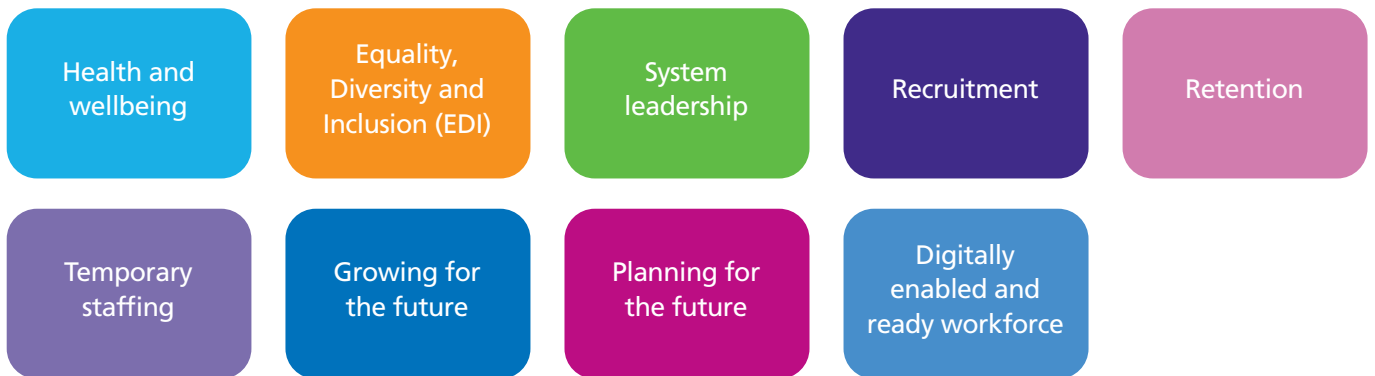 Health and
wellbeing
Equality,
Diversity and
Inclusion (EDI)
System
leadership
Recruitment
Retention
Temporary
staffing
Growing for
the future
Planning for
the future
Digitally
enabled and
ready workforce